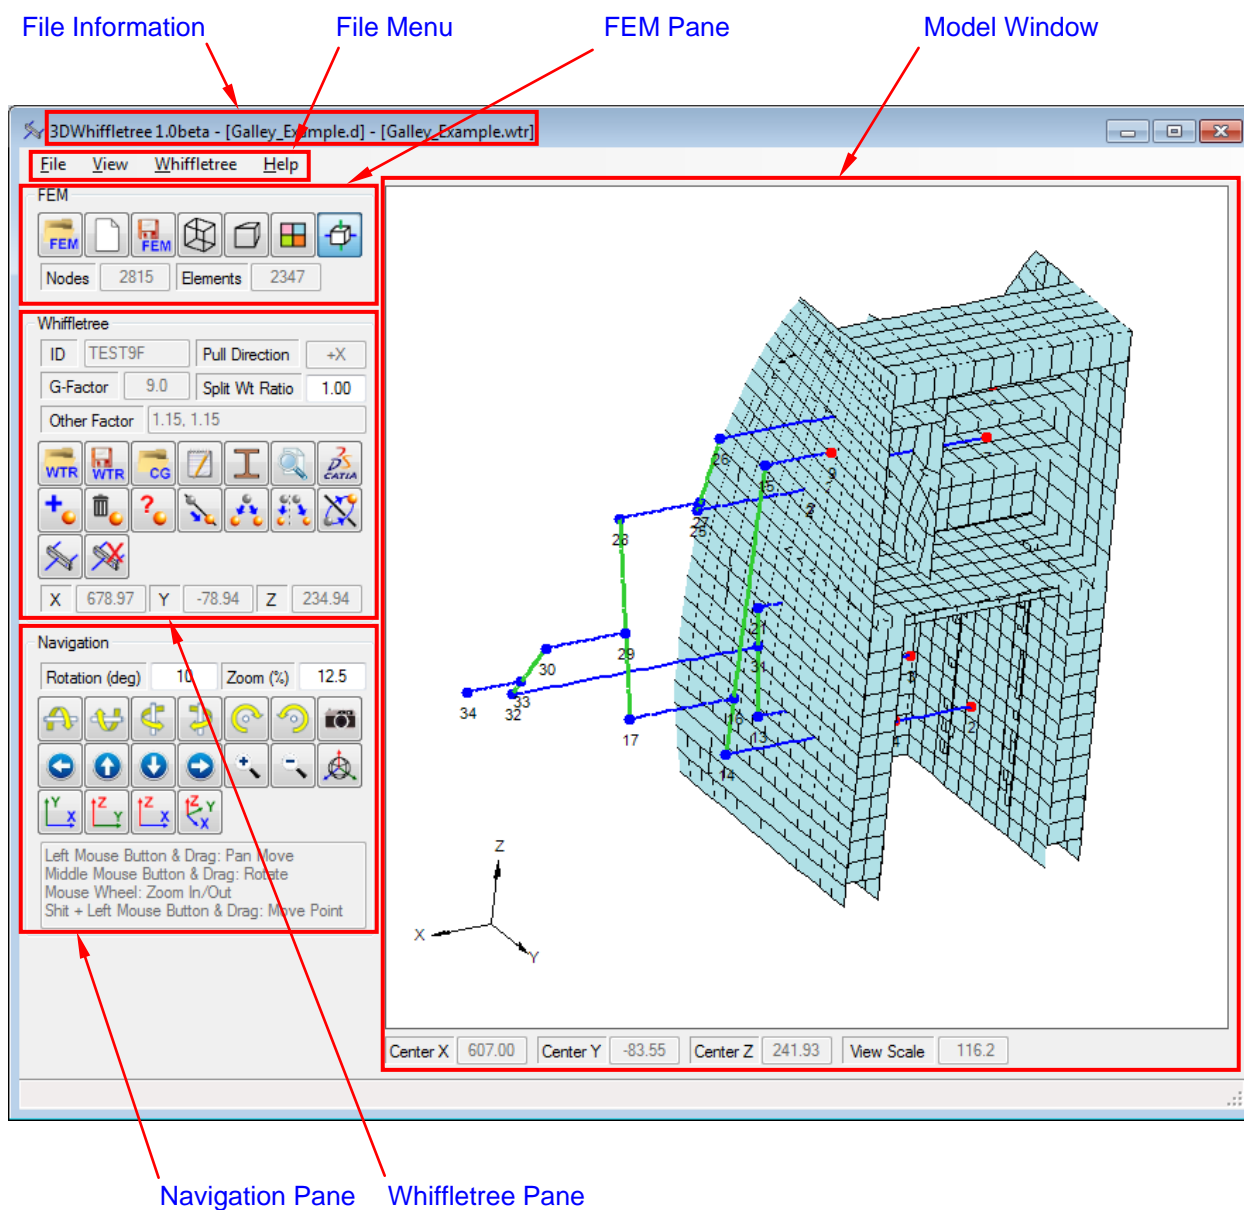 File Information File Menu FEM Pane Model Window
3DWhiffletree 1.0beta - [Galley_Example.d] - [Galley_Example.wtr]
File View Whiffletree Help
FEM
FEM FEM
Nodes 2815 Elements 2347
Whiffletree
ID TEST9F Pull Direction +X
G-Factor 9.0 Split Wt Ratio 1.00
Other Factor 1.15, 1.15
WTR WTR CG CATIA
X 678.97 Y -78.94 Z 234.94
Navigation
Rotation (deg) 10 Zoom (%) 12.5
Y X Z Y Z X Z Y X
Left Mouse Button & Drag: Pan Move
Middle Mouse Button & Drag: Rotate
Mouse Wheel: Zoom In/Out
Shit + Left Mouse Button & Drag: Move Point
26
15 9
27
25
28
21
29 31
30
33
34 32
17 16 13 2
14
Z
X
Y
Center X 607.00 Center Y -83.55 Center Z 241.93 View Scale 116.2
Navigation Pane Whiffletree Pane